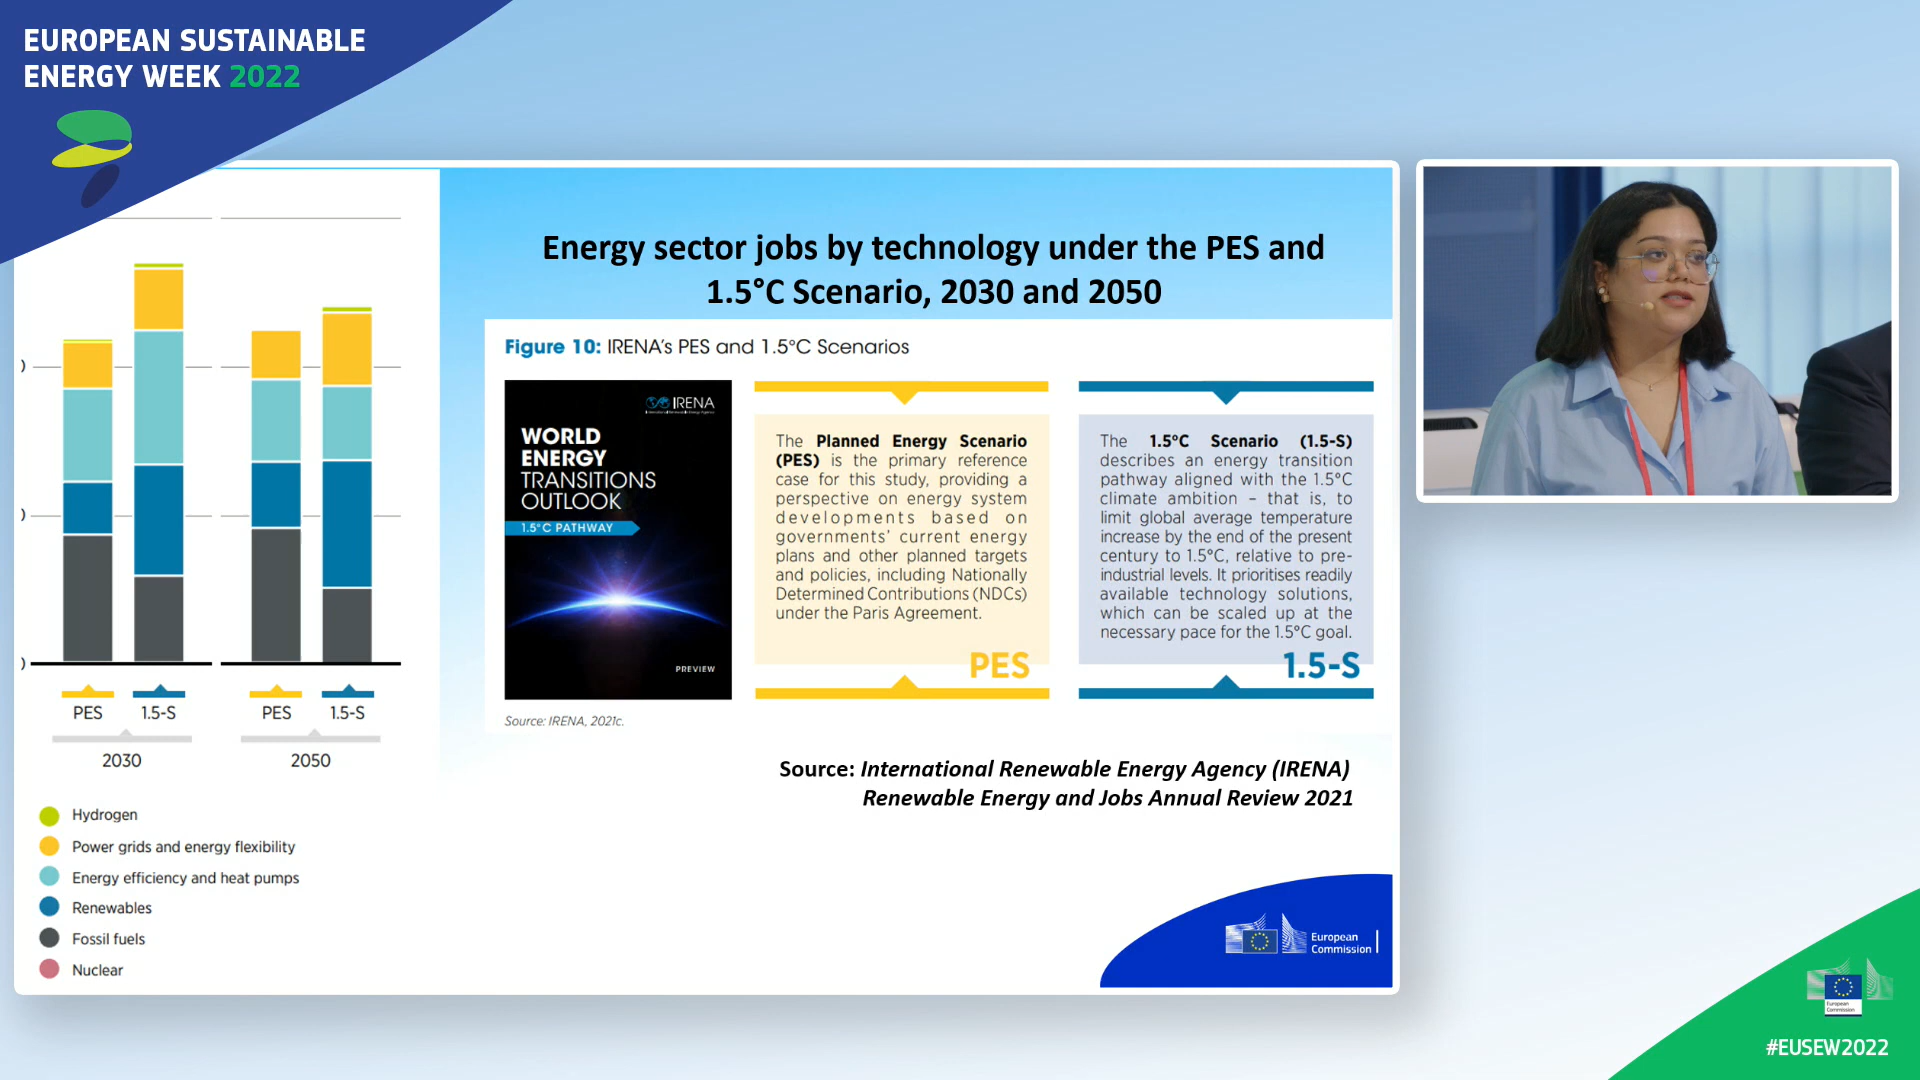 EUROPEAN SUSTAINABLE
ENERGY WEEK 2022
Energy sector jobs by technology under the PES and
1.5°C Scenario, 2030 and 2050
Figure 10: IRENA's PES and 1.5°C Scenarios
IRENA
WORLD
ENERGY
TRANSITIONS
OUTLOOK
1.5°C PATHWAY
PREVIEW
Source: IRENA, 2021c.
The Planned Energy Scenario
(PES) is the primary reference
case for this study, providing a
perspective on energy system
developments based on
governments' current energy
plans and other planned targets
and policies, including Nationally
Determined Contributions (NDCs)
under the Paris Agreement.
PES
The 1.5°C Scenario (1.5-S)
describes an energy transition
pathway aligned with the 1.5°C
climate ambition – that is, to
limit global average temperature
increase by the end of the present
century to 1.5°C, relative to pre-
industrial levels. It prioritises readily
available technology solutions,
which can be scaled up at the
necessary pace for the 1.5°C goal.
1.5-S
PES 1.5-S PES 1.5-S
2030 2050
Hydrogen
Power grids and energy flexibility
Energy efficiency and heat pumps
Renewables
Fossil fuels
Nuclear
Source: International Renewable Energy Agency (IRENA)
Renewable Energy and Jobs Annual Review 2021
European
Commission
European
Commission
#EUSEW2022